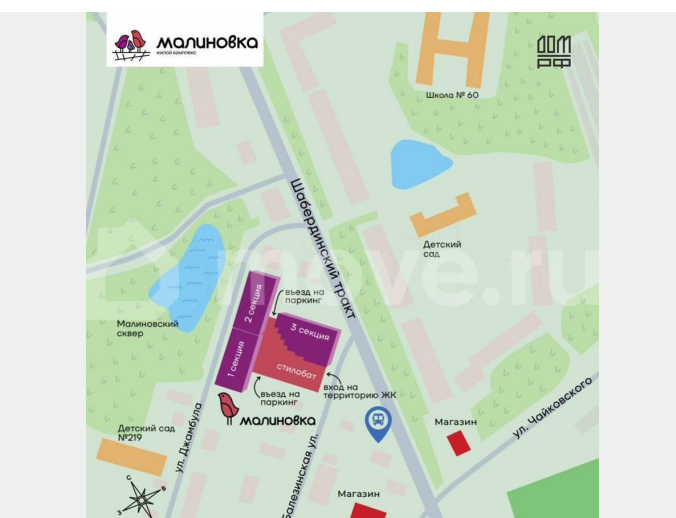 малиновка
жилой комплекс
ДОМ
РФ
Школа № 60
Шабердинский тракт
Детский
сад
move.ru
въезд на
паркинг
2 секция
3 секция
Малиновский
сквер
1 секция
стилобат
въезд на
паркинг
вход на
территорию ЖК
малиновка
ул. Чайковского
Магазин
Детский сад
№219
ул. Джамбула
Балезинская ул.
Магазин
С
В
З